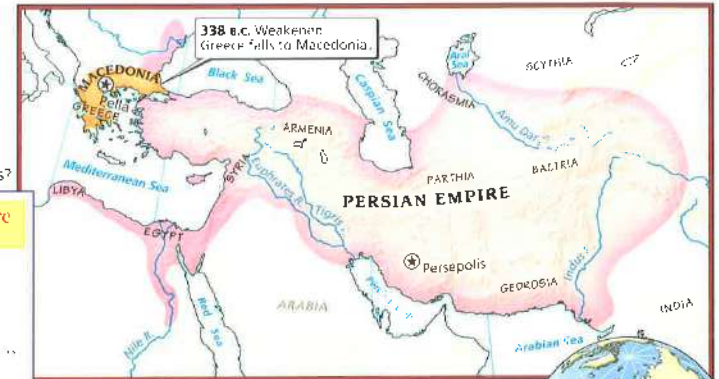 338 B.C. Weakened
Greece falls to Macedonia.
MACEDONIA
Pella
GREECE
Black Sea
Caspian Sea
Aral Sea
SCYTHIA
CHORASMIA
Amu Darya
ARMENIA
Mediterranean Sea
SYRIA
Euphrates R.
Tigris
PARTHIA
BACTRIA
PERSIAN EMPIRE
LIBYA
EGYPT
Persepolis
GEDROSIA
Indus
INDIA
ARABIA
Red Sea
Nile R.
Arabian Sea